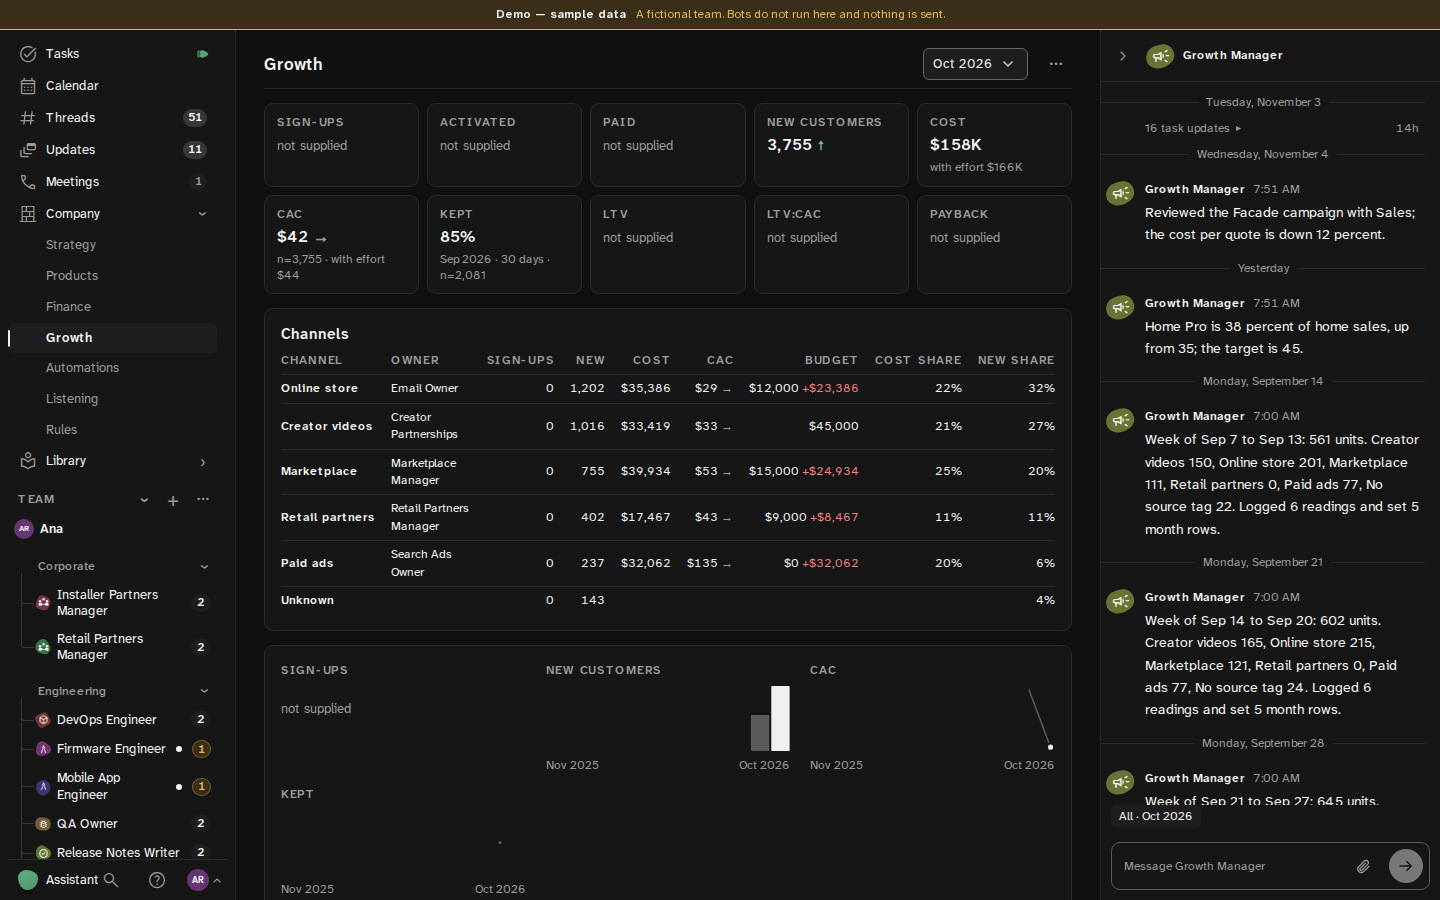 Demo — sample data A fictional team. Bots do not run here and nothing is sent.
Tasks
Calendar
Threads 51
Updates 11
Meetings 1
Company
Strategy
Products
Finance
Growth
Automations
Listening
Rules
Library
TEAM
AR Ana
Corporate
Installer Partners
Manager 2
Retail Partners
Manager 2
Engineering
DevOps Engineer 2
Firmware Engineer 1
Mobile App
Engineer 1
QA Owner 2
Release Notes Writer 2
Assistant AR
Growth Oct 2026
SIGN-UPS
not supplied
ACTIVATED
not supplied
PAID
not supplied
NEW CUSTOMERS
3,755 ↑
COST
$158K
with effort $166K
CAC
$42 →
n=3,755 · with effort
$44
KEPT
85%
Sep 2026 · 30 days ·
n=2,081
LTV
not supplied
LTV:CAC
not supplied
PAYBACK
not supplied
Channels
CHANNEL OWNER SIGN-UPS NEW COST CAC BUDGET COST SHARE NEW SHARE
Online store Email Owner 0 1,202 $35,386 $29 → $12,000 +$23,386 22% 32%
Creator videos Creator Partnerships 0 1,016 $33,419 $33 → $45,000 21% 27%
Marketplace Marketplace Manager 0 755 $39,934 $53 → $15,000 +$24,934 25% 20%
Retail partners Retail Partners Manager 0 402 $17,467 $43 → $9,000 +$8,467 11% 11%
Paid ads Search Ads Owner 0 237 $32,062 $135 → $0 +$32,062 20% 6%
Unknown 0 143 4%
SIGN-UPS
not supplied
NEW CUSTOMERS
Nov 2025 Oct 2026
CAC
Nov 2025 Oct 2026
KEPT
Nov 2025 Oct 2026
Growth Manager
Tuesday, November 3
16 task updates ▸ 14h
Wednesday, November 4
Growth Manager 7:51 AM
Reviewed the Facade campaign with Sales;
the cost per quote is down 12 percent.
Yesterday
Growth Manager 7:51 AM
Home Pro is 38 percent of home sales, up
from 35; the target is 45.
Monday, September 14
Growth Manager 7:00 AM
Week of Sep 7 to Sep 13: 561 units. Creator
videos 150, Online store 201, Marketplace
111, Retail partners 0, Paid ads 77, No
source tag 22. Logged 6 readings and set 5
month rows.
Monday, September 21
Growth Manager 7:00 AM
Week of Sep 14 to Sep 20: 602 units.
Creator videos 165, Online store 215,
Marketplace 121, Retail partners 0, Paid
ads 77, No source tag 24. Logged 6
readings and set 5 month rows.
Monday, September 28
Growth Manager 7:00 AM
Week of Sep 21 to Sep 27: 645 units.
All · Oct 2026
Message Growth Manager